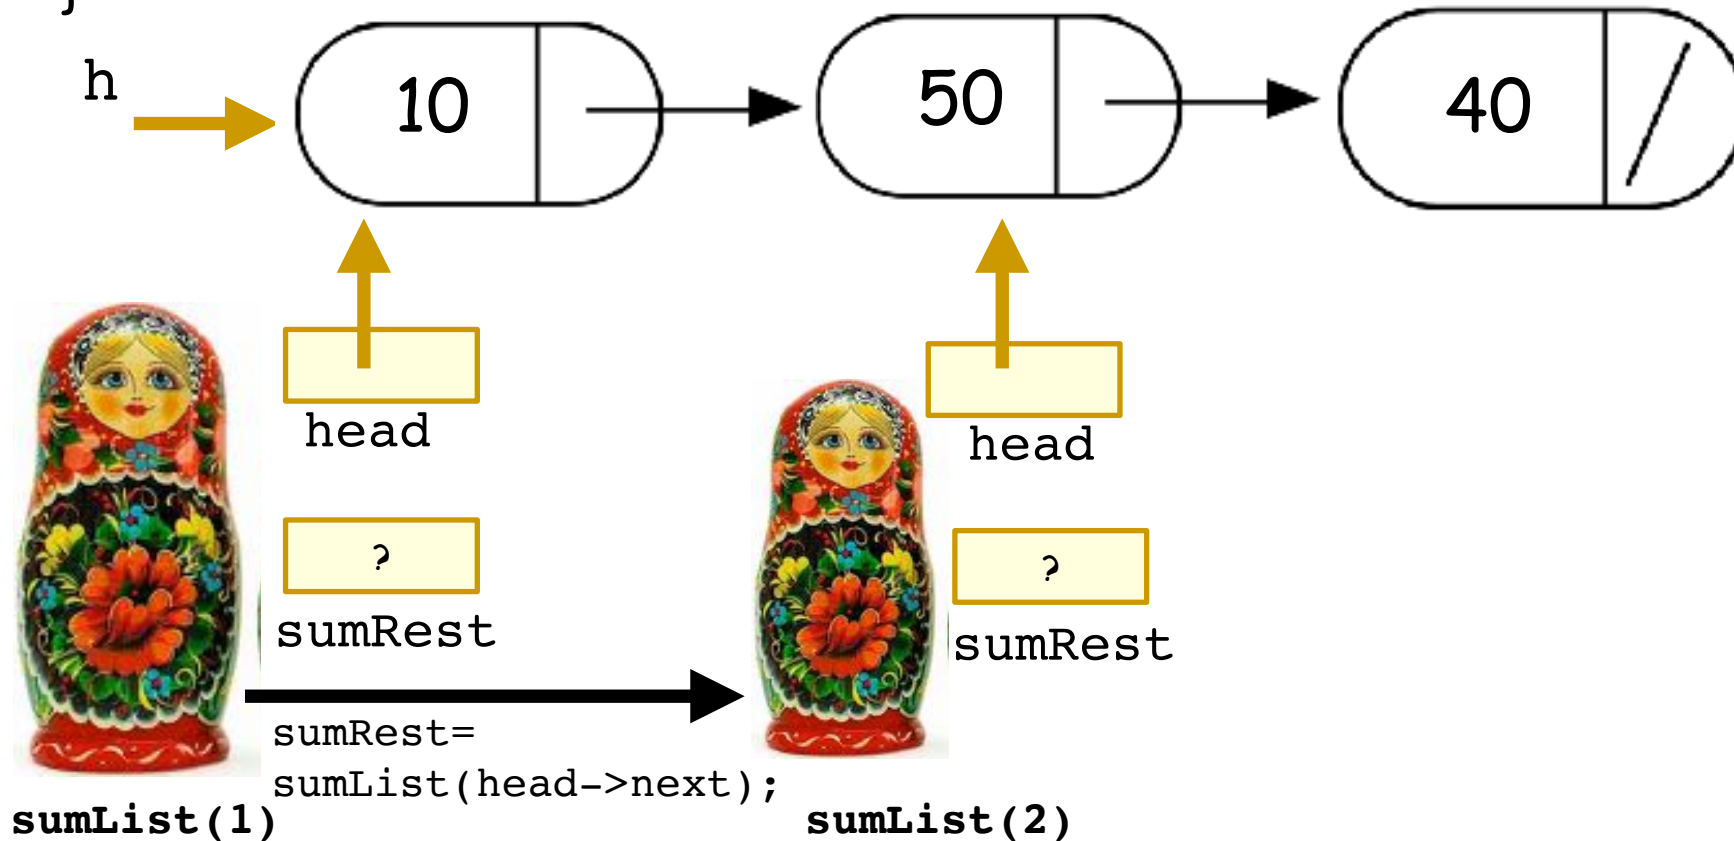 }
h
10
50
40
head
head
?
?
sumRest
sumRest
sumRest=
sumList(head->next);
sumList(1)
sumList(2)